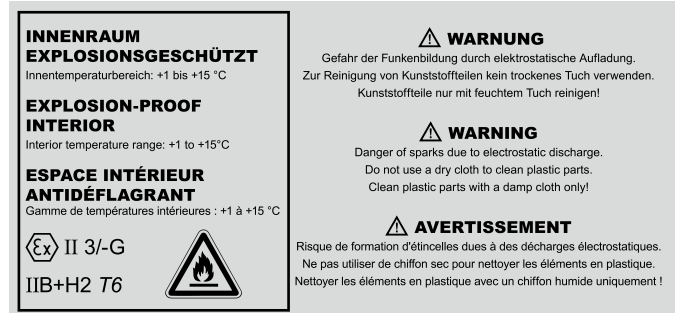 INNENRAUM
EXPLOSIONSGESCHÜTZT
Innentemperaturbereich: +1 bis +15 °C
EXPLOSION-PROOF
INTERIOR
Interior temperature range: +1 to +15°C
ESPACE INTÉRIEUR
ANTIDÉFLAGRANT
Gamme de températures intérieures : +1 à +15 °C
εx II 3/-G
IIB+H2 T6
WARNUNG
Gefahr der Funkenbildung durch elektrostatische Aufladung.
Zur Reinigung von Kunststoffteilen kein trockenes Tuch verwenden.
Kunststoffteile nur mit feuchtem Tuch reinigen!
WARNING
Danger of sparks due to electrostatic discharge.
Do not use a dry cloth to clean plastic parts.
Clean plastic parts with a damp cloth only!
AVERTISSEMENT
Risque de formation d'étincelles dues à des décharges électrostatiques.
Ne pas utiliser de chiffon sec pour nettoyer les éléments en plastique.
Nettoyer les éléments en plastique avec un chiffon humide uniquement !